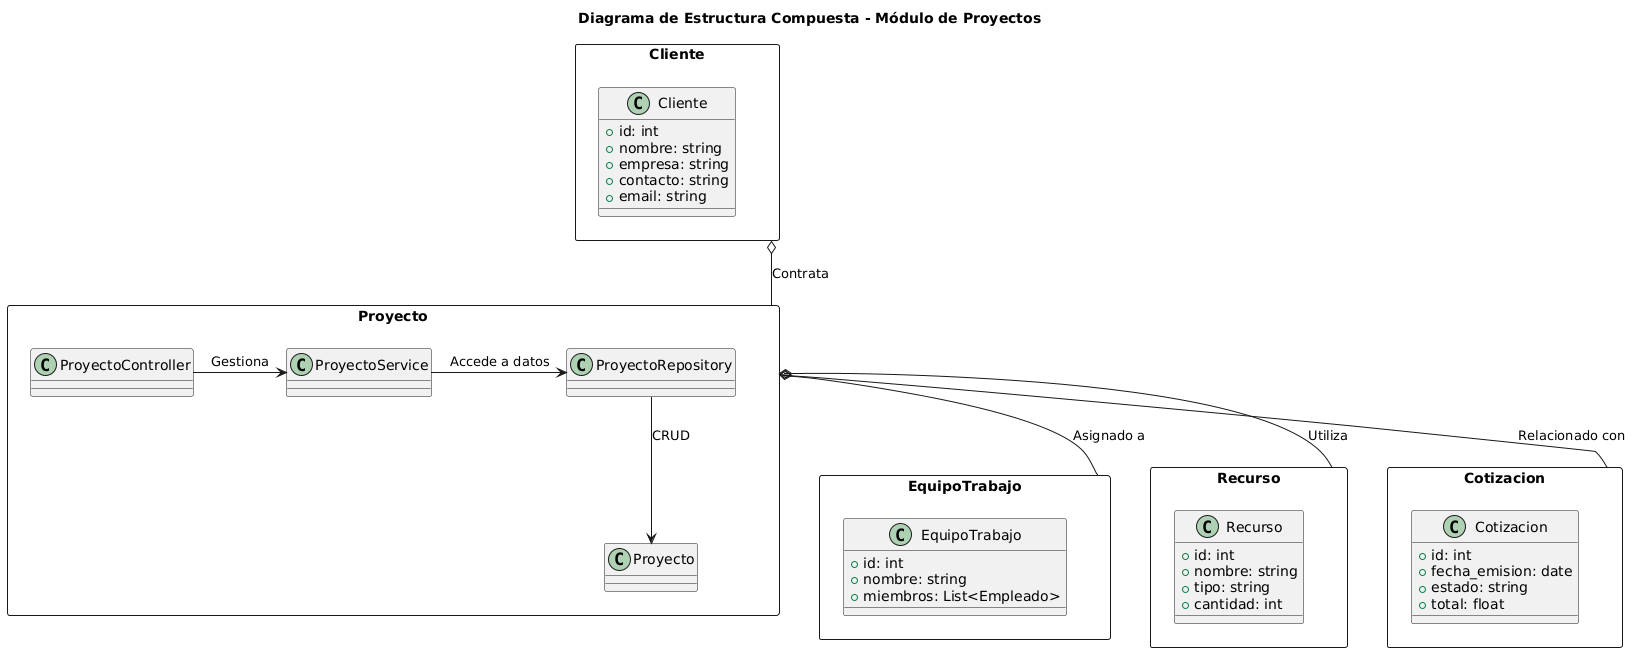 Diagrama de Estructura Compuesta - Módulo de Proyectos
Cliente
C Cliente
id: int
nombre: string
empresa: string
contacto: string
email: string
Contrata
Proyecto
C ProyectoController
Gestiona
C ProyectoService
Accede a datos
C ProyectoRepository
CRUD
C Proyecto
Asignado a
Utiliza
Relacionado con
EquipoTrabajo
C EquipoTrabajo
id: int
nombre: string
miembros: List<Empleado>
Recurso
C Recurso
id: int
nombre: string
tipo: string
cantidad: int
Cotizacion
C Cotizacion
id: int
fecha_emision: date
estado: string
total: float